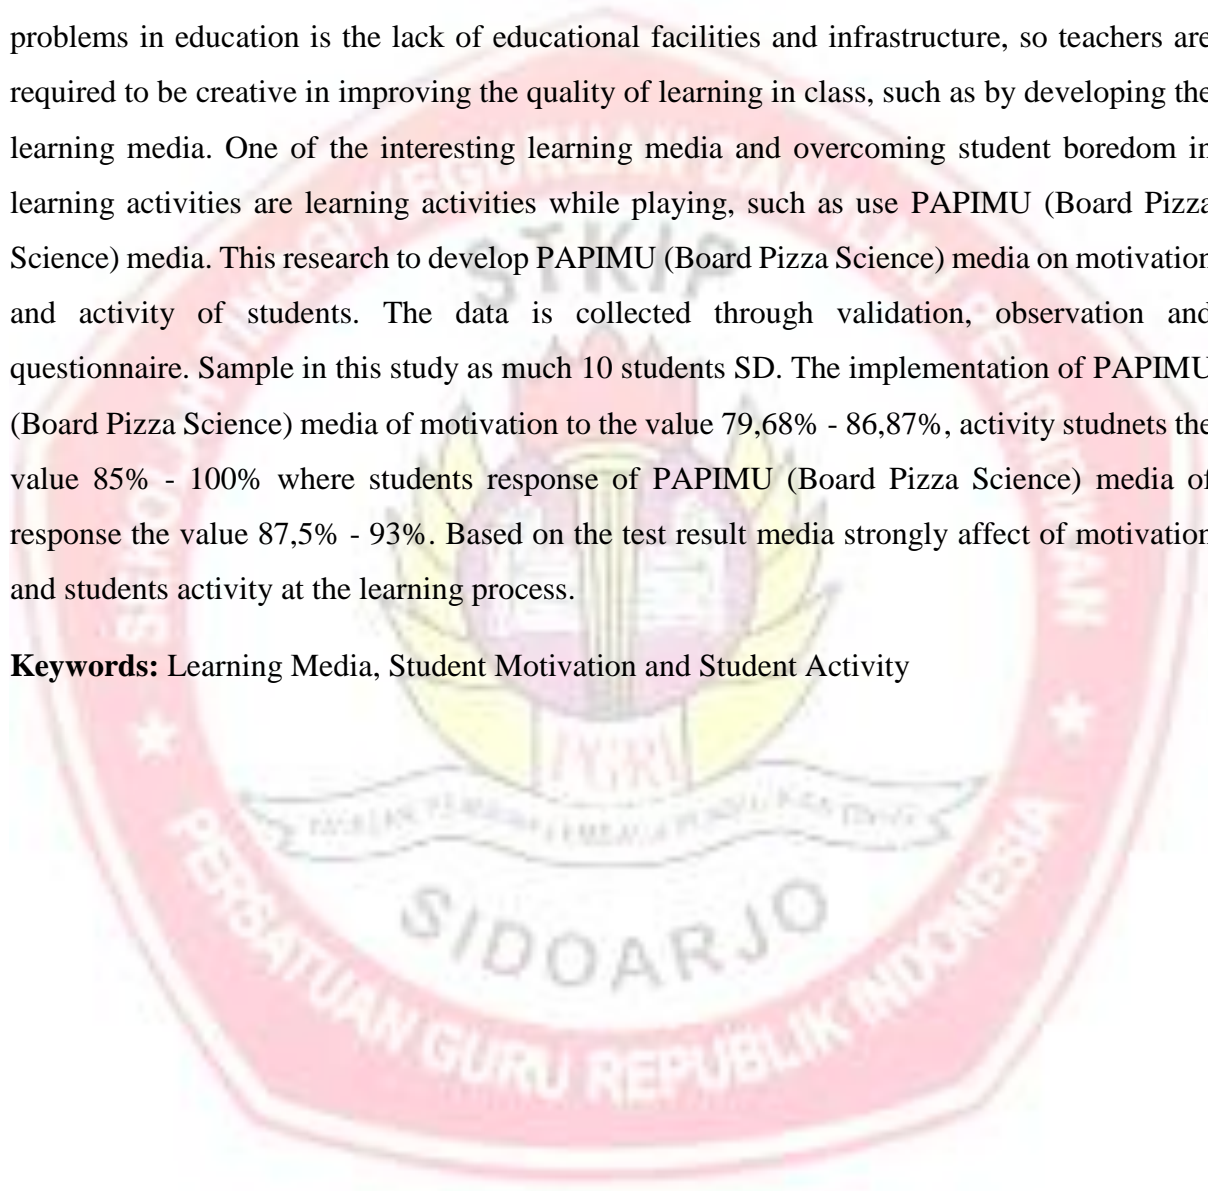 problems in education is the lack of educational facilities and infrastructure, so teachers are
required to be creative in improving the quality of learning in class, such as by developing the
learning media. One of the interesting learning media and overcoming student boredom in
learning activities are learning activities while playing, such as use PAPIMU (Board Pizza
Science) media. This research to develop PAPIMU (Board Pizza Science) media on motivation
and activity of students. The data is collected through validation, observation and
questionnaire. Sample in this study as much 10 students SD. The implementation of PAPIMU
(Board Pizza Science) media of motivation to the value 79,68% - 86,87%, activity studnets the
value 85% - 100% where students response of PAPIMU (Board Pizza Science) media of
response the value 87,5% - 93%. Based on the test result media strongly affect of motivation
and students activity at the learning process.
Keywords: Learning Media, Student Motivation and Student Activity
STKIP
PGRI
SIDOARJO
PERSATUAN GURU REPUBLIK INDONESIA